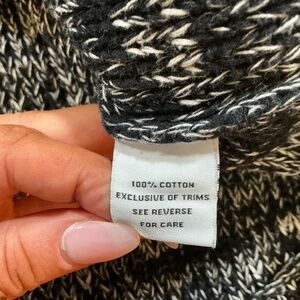 100% COTTON
EXCLUSIVE OF TRIMS
SEE REVERSE
FOR CARE